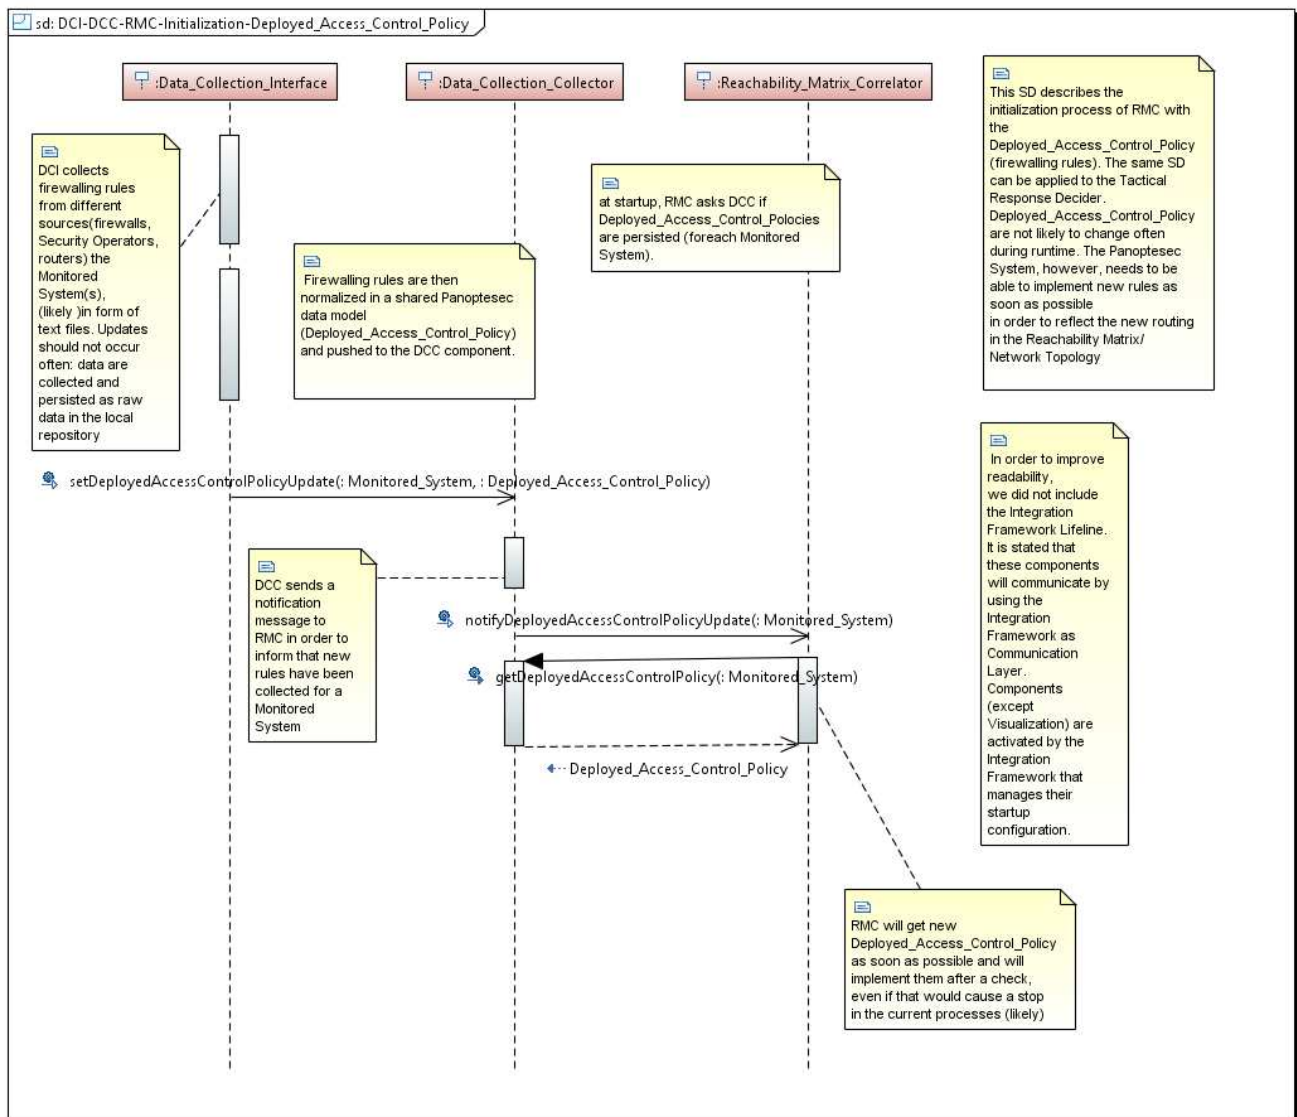 sd: DCI-DCC-RMC-Initialization-Deployed_Access_Control_Policy
:Data_Collection_Interface
:Data_Collection_Collector
:Reachability_Matrix_Correlator
DCI collects
firewalling rules
from different
sources(firewalls,
Security Operators,
routers) the
Monitored
System(s),
(likely )in form of
text files. Updates
should not occur
often: data are
collected and
persisted as raw
data in the local
repository
Firewalling rules are then
normalized in a shared Panoptesec
data model
(Deployed_Access_Control_Policy)
and pushed to the DCC component.
at startup, RMC asks DCC if
Deployed_Access_Control_Polocies
are persisted (foreach Monitored
System).
This SD describes the
initialization process of RMC with
the
Deployed_Access_Control_Policy
(firewalling rules). The same SD
can be applied to the Tactical
Response Decider.
Deployed_Access_Control_Policy
are not likely to change often
during runtime. The Panoptesec
System, however, needs to be
able to implement new rules as
soon as possible
in order to reflect the new routing
in the Reachability Matrix/
Network Topology
setDeployedAccessControlPolicyUpdate(: Monitored_System, : Deployed_Access_Control_Policy)
DCC sends a
notification
message to
RMC in order to
inform that new
rules have been
collected for a
Monitored
System
notifyDeployedAccessControlPolicyUpdate(: Monitored_System)
getDeployedAccessControlPolicy(: Monitored_System)
Deployed_Access_Control_Policy
In order to improve
readability,
we did not include
the Integration
Framework Lifeline.
It is stated that
these components
will communicate by
using the
Integration
Framework as
Communication
Layer.
Components
(except
Visualization) are
activated by the
Integration
Framework that
manages their
startup
configuration.
RMC will get new
Deployed_Access_Control_Policy
as soon as possible and will
implement them after a check,
even if that would cause a stop
in the current processes (likely)